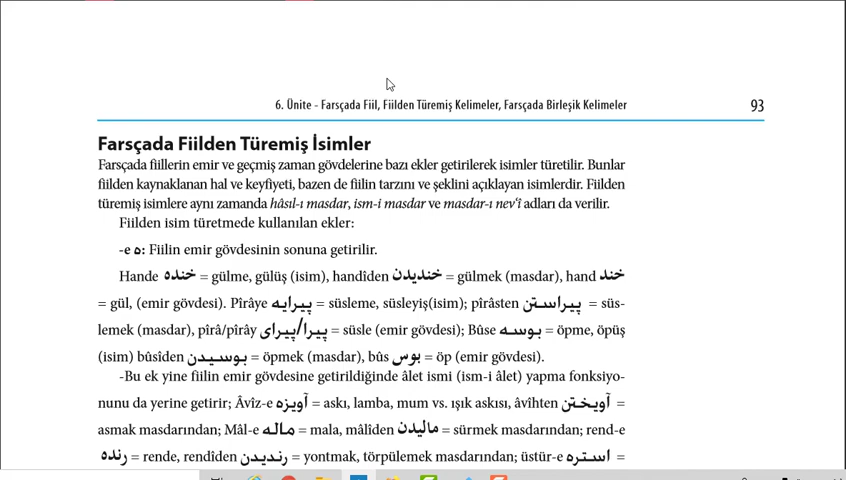 6. Ünite - Farsçada Fiil, Fiilden Türemiş Kelimeler, Farsçada Birleşik Kelimeler 93
Farsçada Fiilden Türemiş İsimler
Farsçada fiillerin emir ve geçmiş zaman gövdelerine bazı ekler getirilerek isimler türetilir. Bunlar
fiilden kaynaklanan hal ve keyfiyeti, bazen de fiilin tarzını ve şeklini açıklayan isimlerdir. Fiilden
türemiş isimlere aynı zamanda hâsıl-ı masdar, ism-i masdar ve masdar-ı nev‘î adları da verilir.
Fiilden isim türetmede kullanılan ekler:
-e ه: Fiilin emir gövdesinin sonuna getirilir.
Hande خنده = gülme, gülüş (isim), handîden خندیدن = gülmek (masdar), hand خند
= gül, (emir gövdesi). Pîrâye پیرایه = süsleme, süsleyiş(isim); pîrâsten پیراستن = süs-
lemek (masdar), pîrâ/pîrây پیرا/پیرای = süsle (emir gövdesi); Bûse بوسه = öpme, öpüş
(isim) bûsîden بوسیدن = öpmek (masdar), bûs بوس = öp (emir gövdesi).
-Bu ek yine fiilin emir gövdesine getirildiğinde âlet ismi (ism-i âlet) yapma fonksiyo-
nunu da yerine getirir; Âvîz-e آویزه = askı, lamba, mum vs. ışık askısı, âvîhten آویختن =
asmak masdarından; Mâl-e ماله = mala, mâlîden مالیدن = sürmek masdarından; rend-e
رنده = rende, rendîden رندیدن = yontmak, törpülemek masdarından; üstür-e استره =